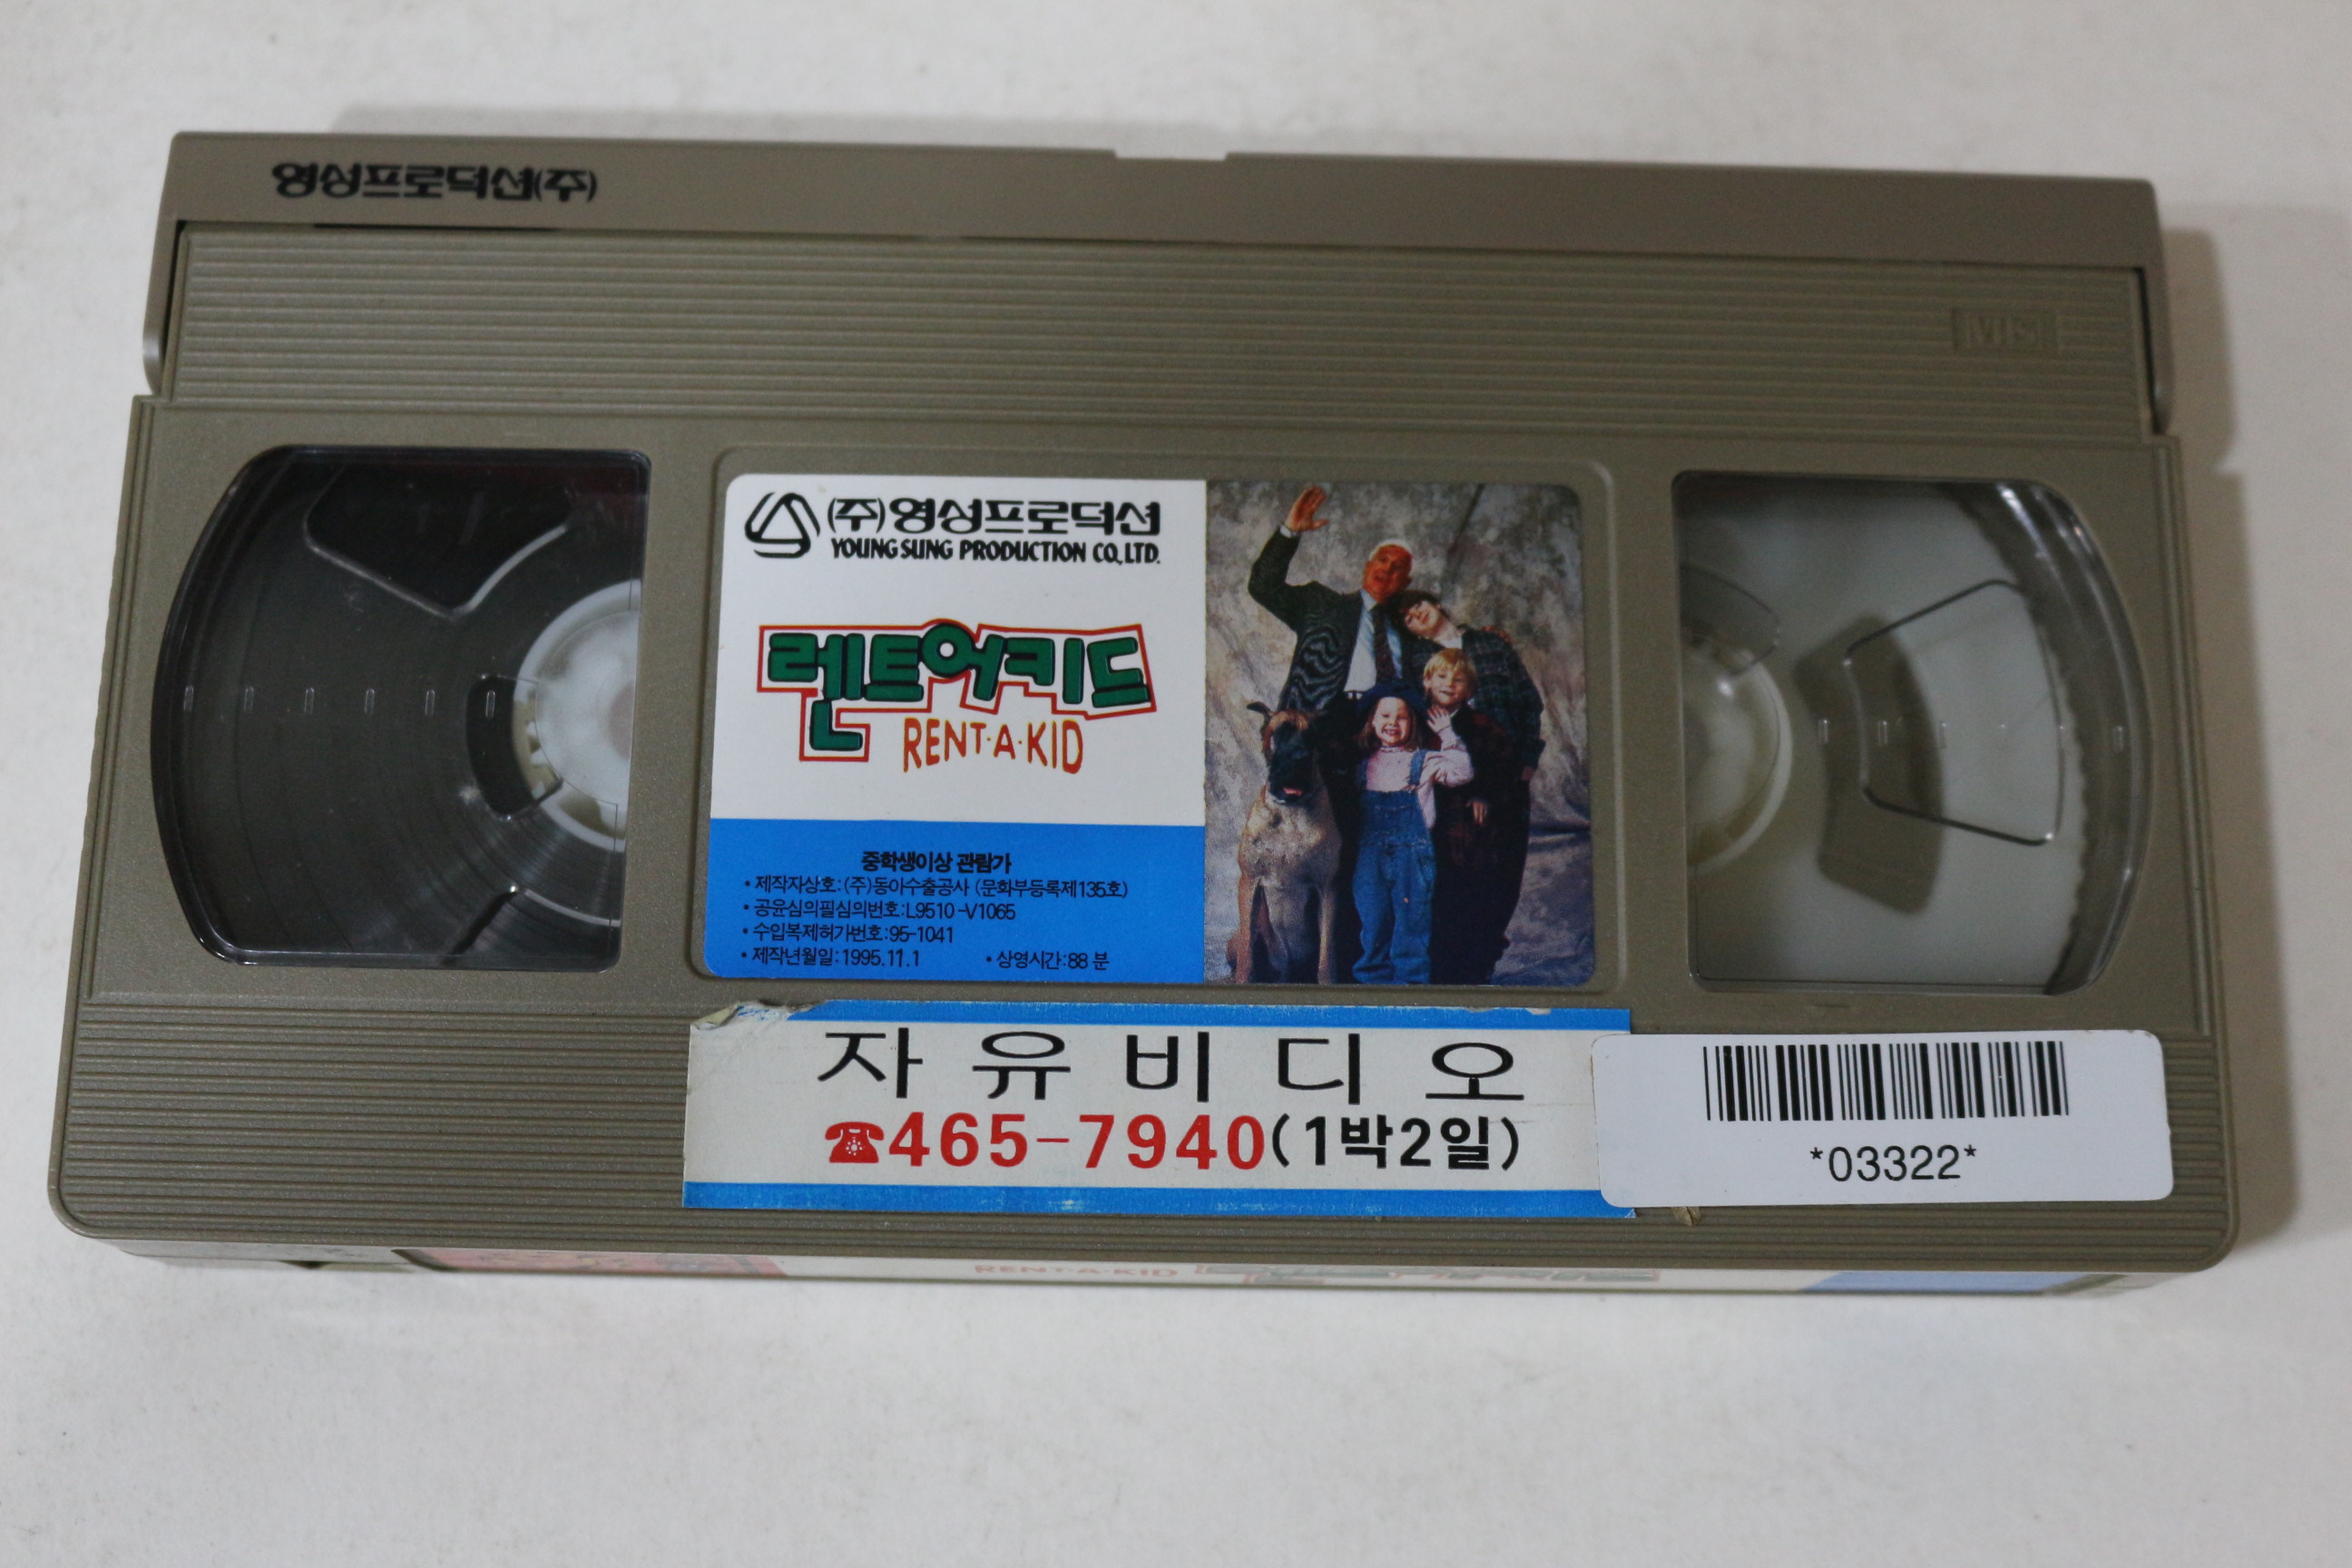 영성프로덕션(주)
VHS
(주)영성프로덕션
YOUNG SUNG PRODUCTION CO., LTD.
렌트어키드
RENT·A·KID
중학생이상 관람가
• 제작자상호:(주)동아수출공사 (문화부등록제135호)
• 공윤심의필심의번호:L9510-V1065
• 수입복제허가번호:95-1041
• 제작년월일:1995.11.1 • 상영시간:88 분
자유비디오
☎465-7940(1박2일)
*03322*
RENT·A·KID